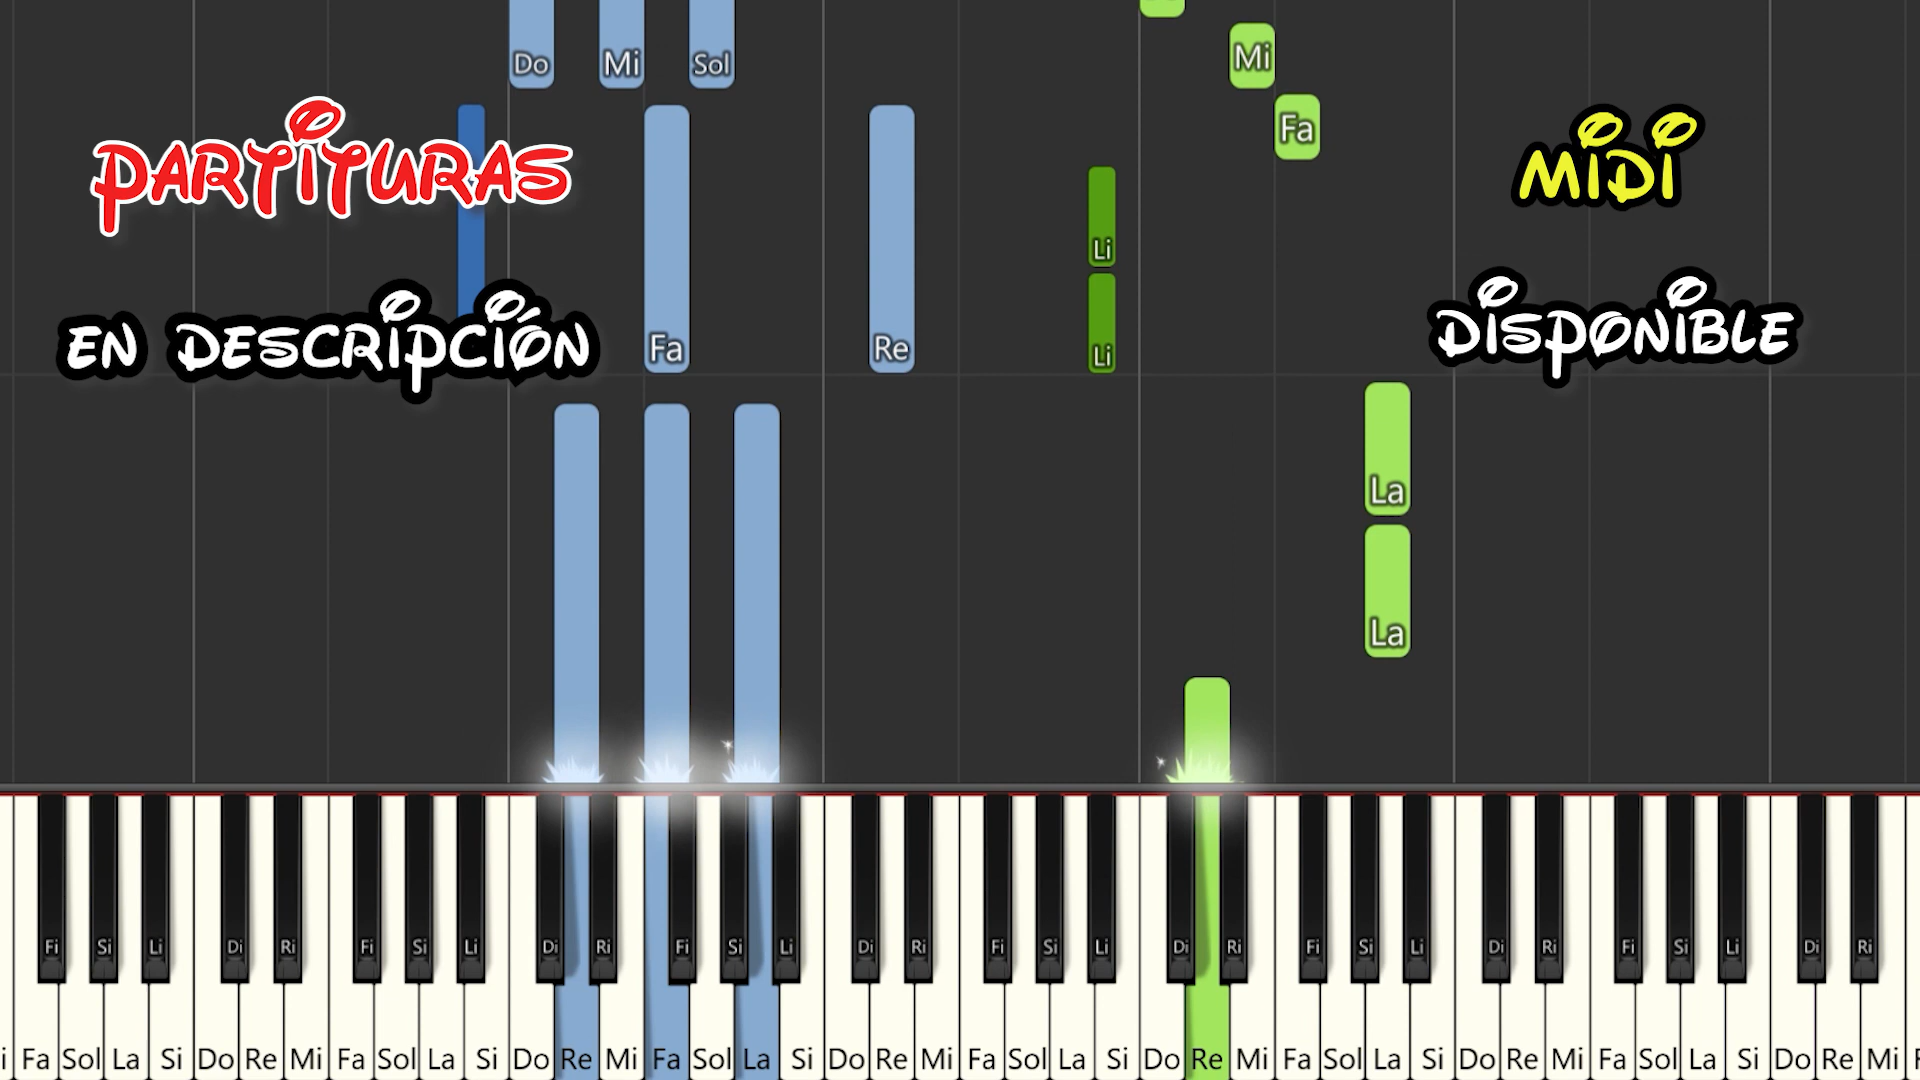 Do Mi Sol Mi
Fa
PARTITURAS MIDI
Li
EN DESCRIPCIÓN DISPONIBLE
Fa Re Li
La
La
Fi Si Li Di Ri Fi Si Li Di Ri Fi Si Li Di Ri Fi Si Li Di Ri Fi Si Li Di Ri Fi Si Li Di Ri
i Fa Sol La Si Do Re Mi Fa Sol La Si Do Re Mi Fa Sol La Si Do Re Mi Fa Sol La Si Do Re Mi Fa Sol La Si Do Re Mi Fa Sol La Si Do Re Mi F